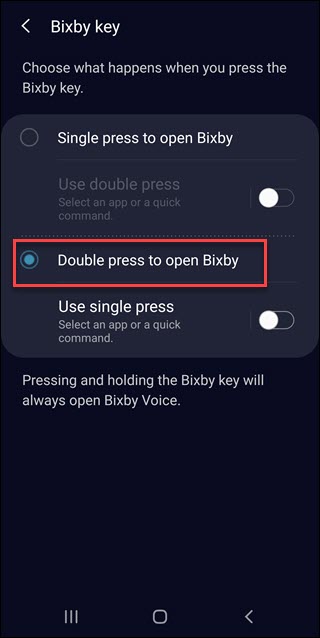 Bixby key
Choose what happens when you press the
Bixby key.
Single press to open Bixby
Use double press
Select an app or a quick
command.
Double press to open Bixby
Use single press
Select an app or a quick
command.
Pressing and holding the Bixby key will
always open Bixby Voice.